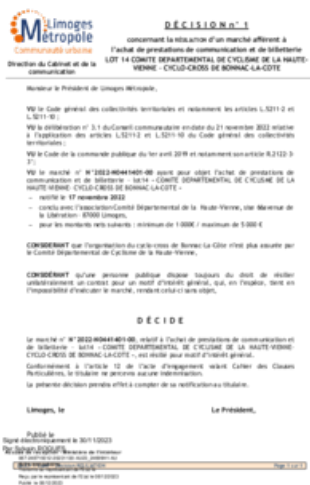 Limoges
Métropole
Communauté urbaine
Direction du Cabinet et de la
communication
DÉCISION n° 1
concernant la RÉSILIATION d'un marché afférent à
l'achat de prestations de communication et de billetterie
LOT 14 COMITE DEPARTEMENTAL DE CYCLISME DE LA HAUTE-
VIENNE - CYCLO-CROSS DE BONNAC-LA-COTE
Monsieur le Président de Limoges Métropole,
VU le Code général des collectivités territoriales et notamment les articles L.5211-2 et
L.5211-10 ;
VU la délibération n° 3.1 du Conseil communautaire en date du 21 novembre 2022 relative
à l'application des articles L.5211-2 et L.5211-10 du Code général des collectivités
territoriales ;
VU le Code de la commande publique du 1er avril 2019 et notamment son article R.2122-3-
3° ;
VU le marché n° N°2022-M0441401-00 ayant pour objet l'achat de prestations de
communication et de billetterie - lot14 - COMITE DEPARTEMENTAL DE CYCLISME DE LA
HAUTE-VIENNE- CYCLO-CROSS DE BONNAC-LA-COTE -
- notifié le 17 novembre 2022
- conclu avec l'association Comité Départemental de la Haute-Vienne, sise
la Libération - 87000 Limoges,
- pour les montants nets suivants : minimum de 1 000€ / maximum de 5 000 €
CONSIDÉRANT que l'organisation du cyclo-cross de Bonnac-La-Côte n'est plus assurée par
le Comité Départemental de Cyclisme de la Haute-Vienne,
CONSIDÉRANT qu'une personne publique dispose toujours du droit de résilier
unilatéralement un contrat pour un motif d'intérêt général, qui, en l'espèce, tient en
l'impossibilité d'exécuter le marché, rendant celui-ci sans objet,
DÉCIDE
Le marché n° N°2022-M0441401-00, relatif à l'achat de prestations de communication et
de billetterie - lot14 - COMITE DEPARTEMENTAL DE CYCLISME DE LA HAUTE-VIENNE-
CYCLO-CROSS DE BONNAC-LA-COTE -, est résilié pour motif d'intérêt général.
Conformément à l'article 12 de l'acte d'engagement valant Cahier des Clauses
Particulières, le titulaire ne percevra aucune indemnisation.
La présente décision prendra effet à compter de sa notification au titulaire.
Limoges, le
Le Président,
Publié le
Signé électroniquement le 30/11/2023
Accusé de réception - Ministère de l'Intérieur